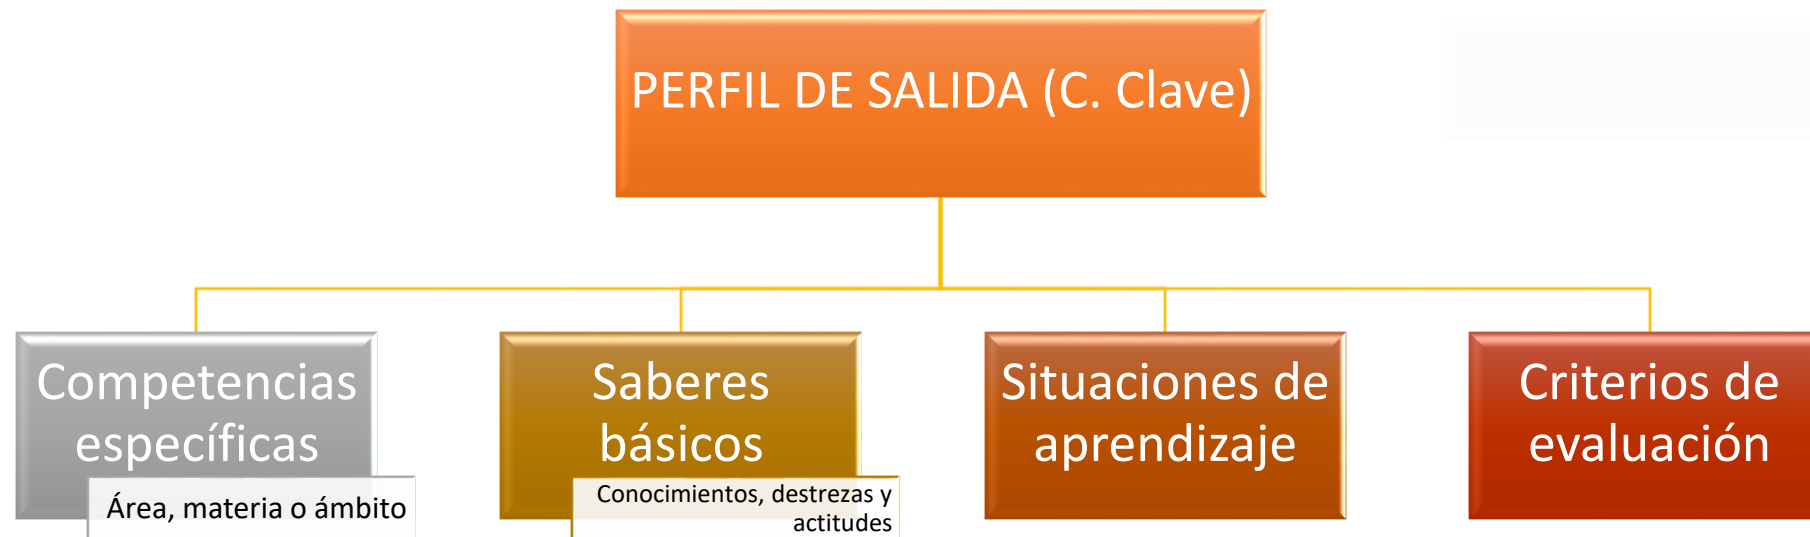 PERFIL DE SALIDA (C. Clave)
Competencias
específicas
Área, materia o ámbito
Saberes
básicos
Conocimientos, destrezas y
actitudes
Situaciones de
aprendizaje
Criterios de
evaluación